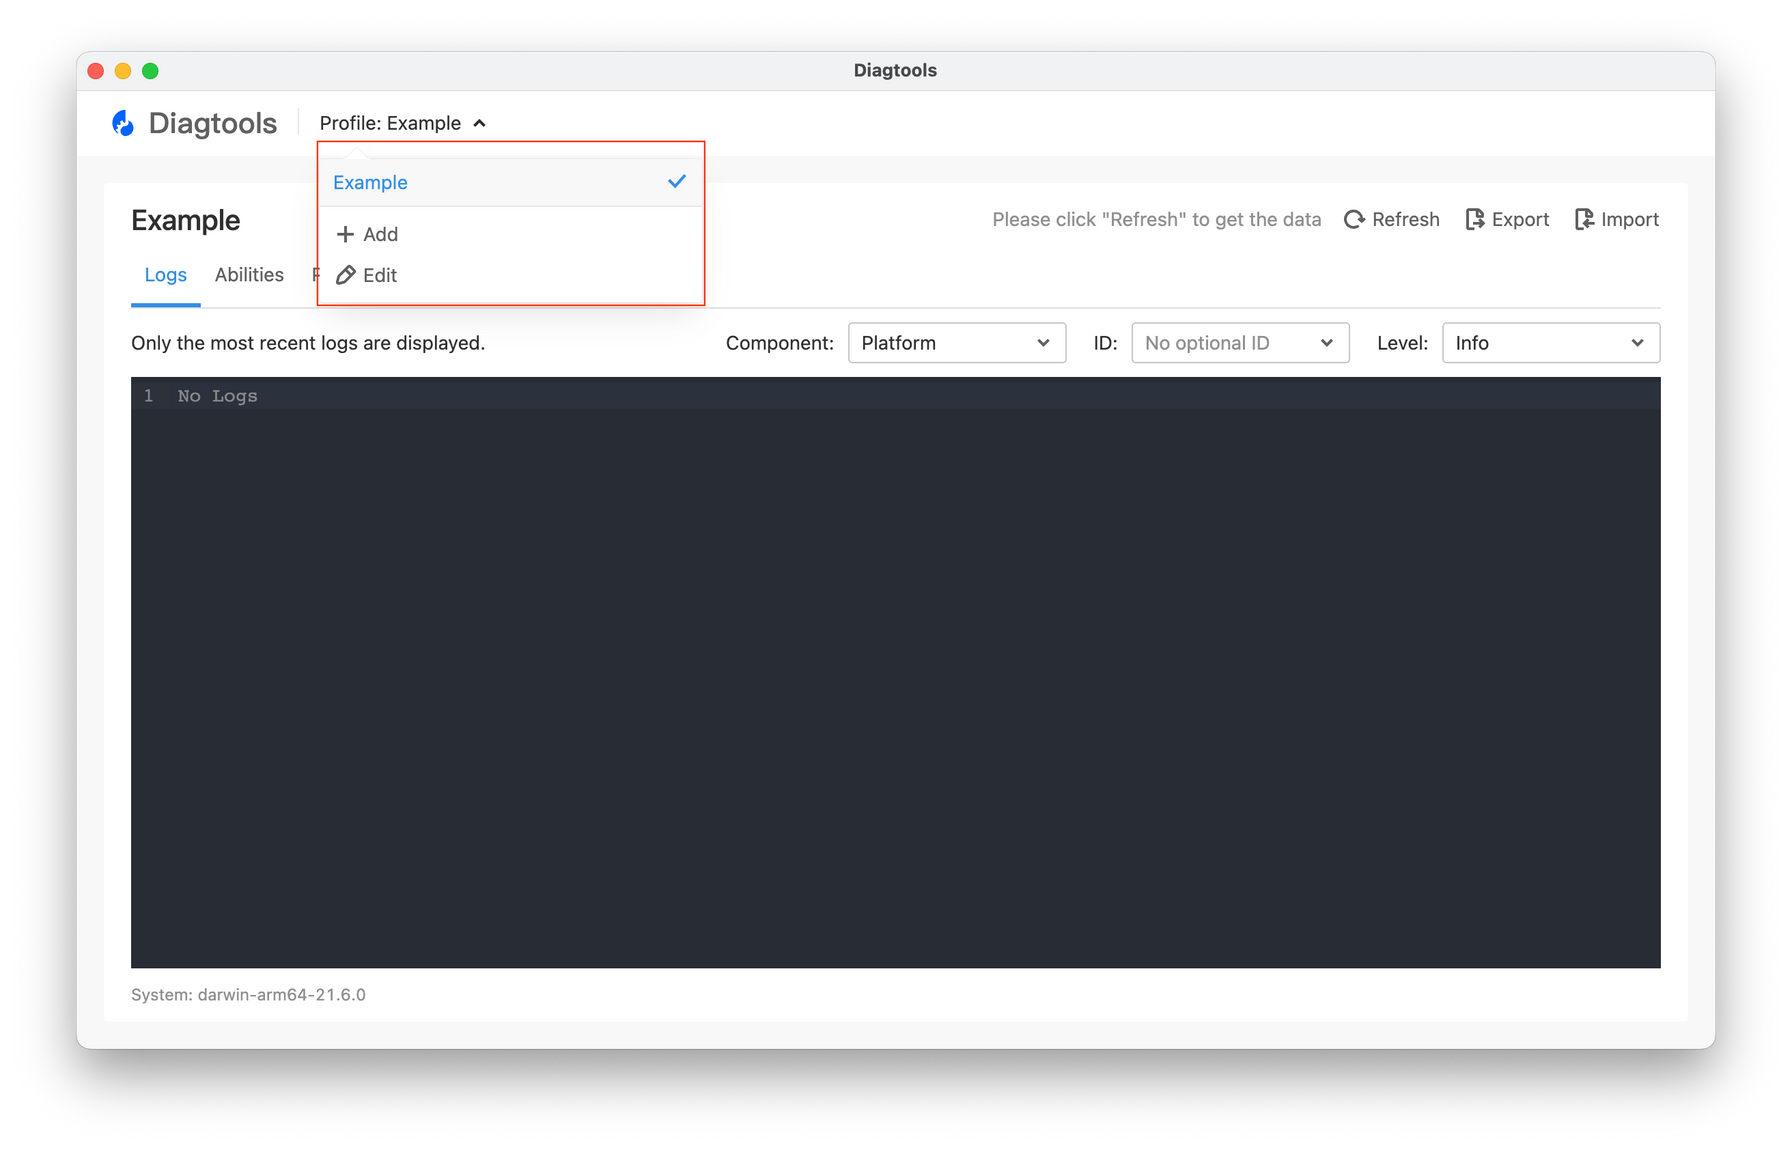 Diagtools
Diagtools
Profile: Example
Example
Add
Edit
Example
Please click "Refresh" to get the data
Refresh
Export
Import
Logs
Abilities
Only the most recent logs are displayed.
Component:
Platform
ID:
No optional ID
Level:
Info
1 No Logs
System: darwin-arm64-21.6.0